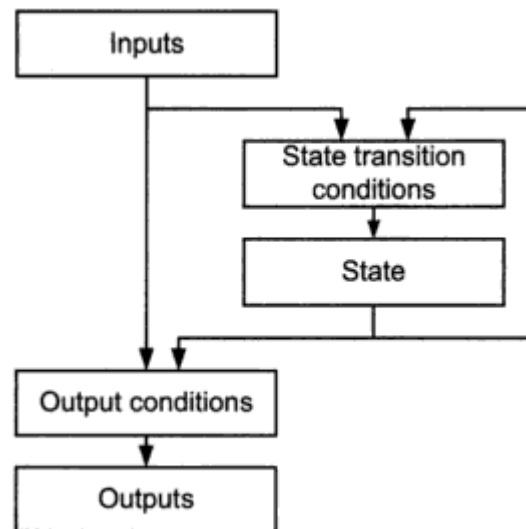 Inputs
State transition
conditions
State
Output conditions
Outputs